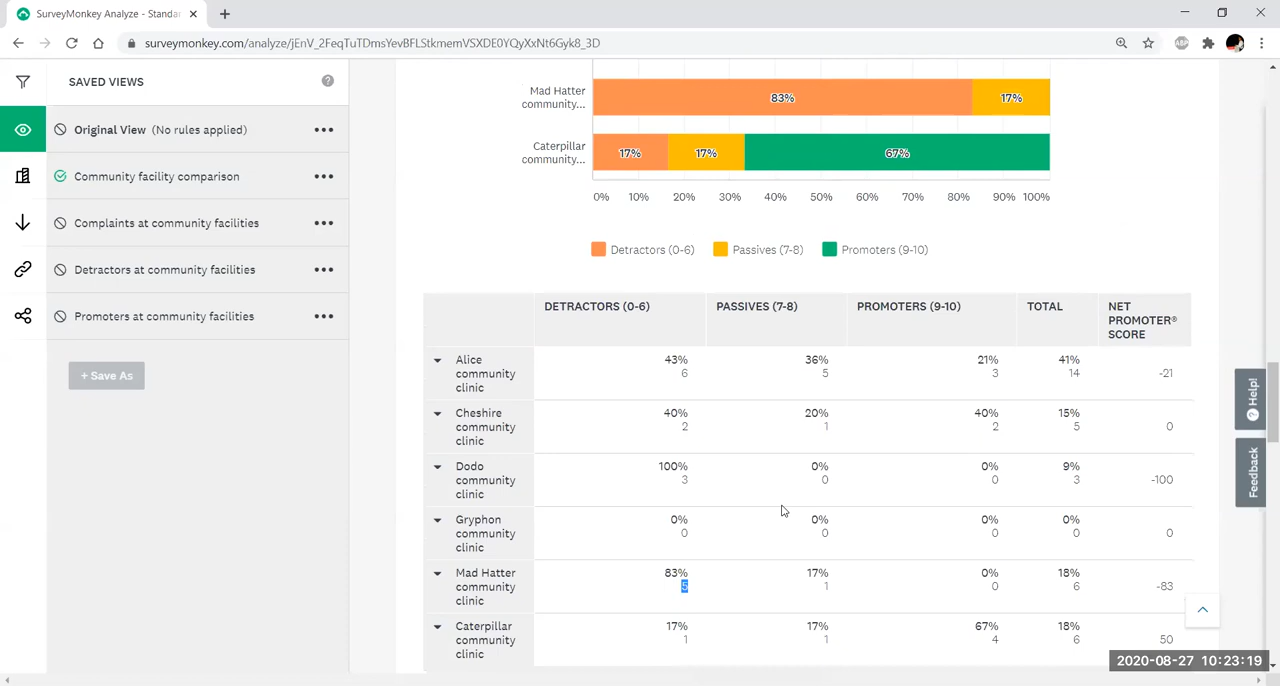 SurveyMonkey Analyze - Standar
surveymonkey.com/analyze/jEnV_2FeqTuTDmsYevBFLStkmemVSXDE0YQyXxNt6Gyk8_3D
ABP
SAVED VIEWS
?
Original View (No rules applied)
Community facility comparison
Complaints at community facilities
Detractors at community facilities
Promoters at community facilities
+ Save As
Mad Hatter
community...
83%
17%
Caterpillar
community...
17%
17%
67%
0% 10% 20% 30% 40% 50% 60% 70% 80% 90% 100%
Detractors (0-6) Passives (7-8) Promoters (9-10)
DETRACTORS (0-6) PASSIVES (7-8) PROMOTERS (9-10) TOTAL NET
PROMOTER®
SCORE
Alice 43% 36% 21% 41%
community 6 5 3 14 -21
clinic
Cheshire 40% 20% 40% 15%
community 2 1 2 5 0
clinic
Dodo 100% 0% 0% 9%
community 3 0 0 3 -100
clinic
Gryphon 0% 0% 0% 0%
community 0 0 0 0 0
clinic
Mad Hatter 83% 17% 0% 18%
community 5 1 0 6 -83
clinic
Caterpillar 17% 17% 67% 18%
community 1 1 4 6 50
clinic
? Help!
Feedback
2020-08-27 10:23:19